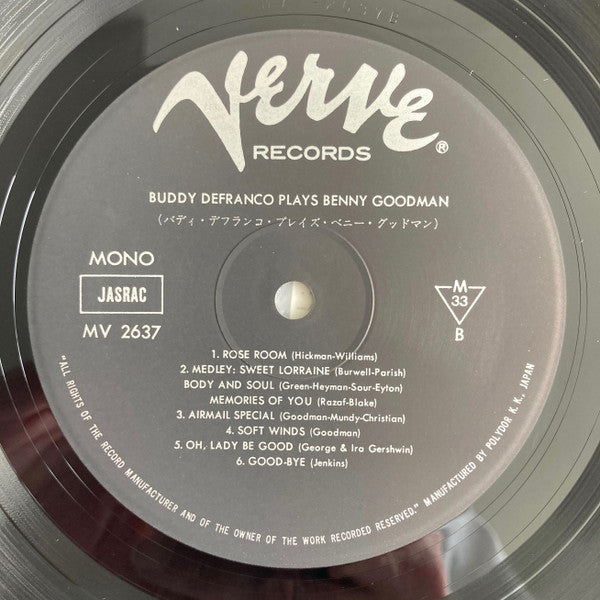 Verve®
RECORDS
BUDDY DEFRANCO PLAYS BENNY GOODMAN
(バディ・デフランコ・プレイズ・ベニー・グッドマン)
MONO
JASRAC
MV 2637
M
33
B
1. ROSE ROOM (Hickman-Williams)
2. MEDLEY: SWEET LORRAINE (Burwell-Parish)
BODY AND SOUL (Green-Heyman-Sour-Eyton)
MEMORIES OF YOU (Razaf-Blake)
3. AIRMAIL SPECIAL (Goodman-Mundy-Christian)
4. SOFT WINDS (Goodman)
5. OH, LADY BE GOOD (George & Ira Gershwin)
6. GOOD-BYE (Jenkins)
"ALL RIGHTS OF THE RECORD MANUFACTURER AND OF THE OWNER OF THE WORK RECORDED RESERVED." MANUFACTURED BY POLYDOR K.K., JAPAN